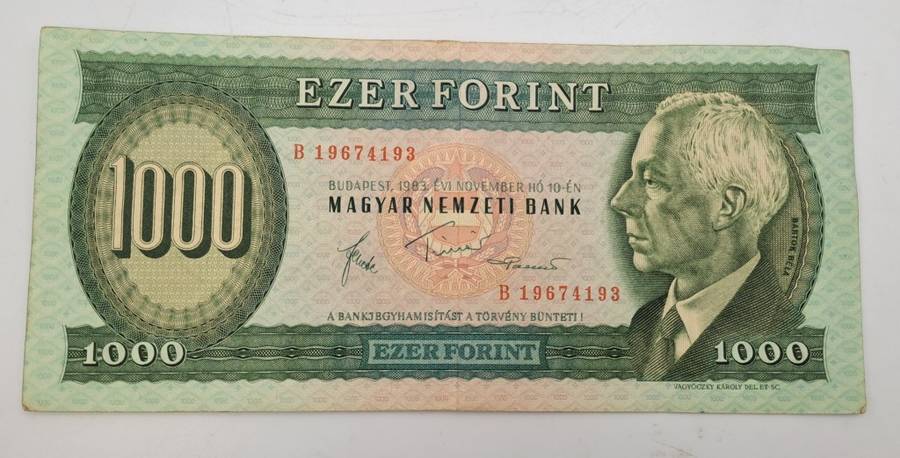 EZER FORINT
1000
B 19674193
BUDAPEST, 1983. ÉVI NOVEMBER HÓ 10-ÉN
MAGYAR NEMZETI BANK
B 19674193
A BANKJEGYHAMISÍTÁST A TÖRVÉNY BÜNTETI!
BARTÓK BÉLA
1000
EZER FORINT
1000
VAGYÓCZKY KÁROLY DEL. ET SC.